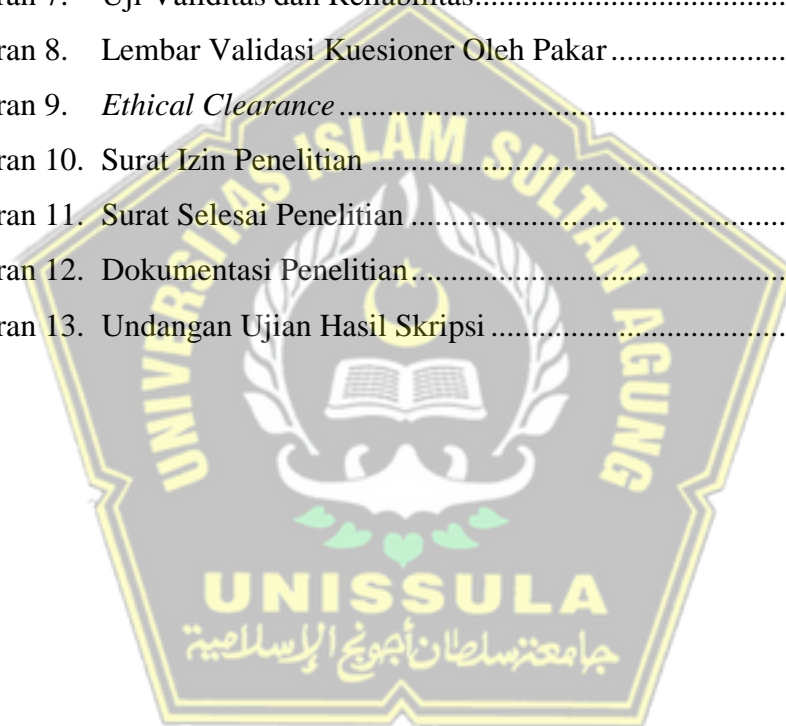 ran 7. Uji Validitas dan Reliabilitas
ran 8. Lembar Validasi Kuesioner Oleh Pakar
ran 9. Ethical Clearance
ran 10. Surat Izin Penelitian
ran 11. Surat Selesai Penelitian
ran 12. Dokumentasi Penelitian
ran 13. Undangan Ujian Hasil Skripsi
UNIVERSITAS ISLAM SULTAN AGUNG
UNISSULA
جامعة سلطان أجونج الإسلامية